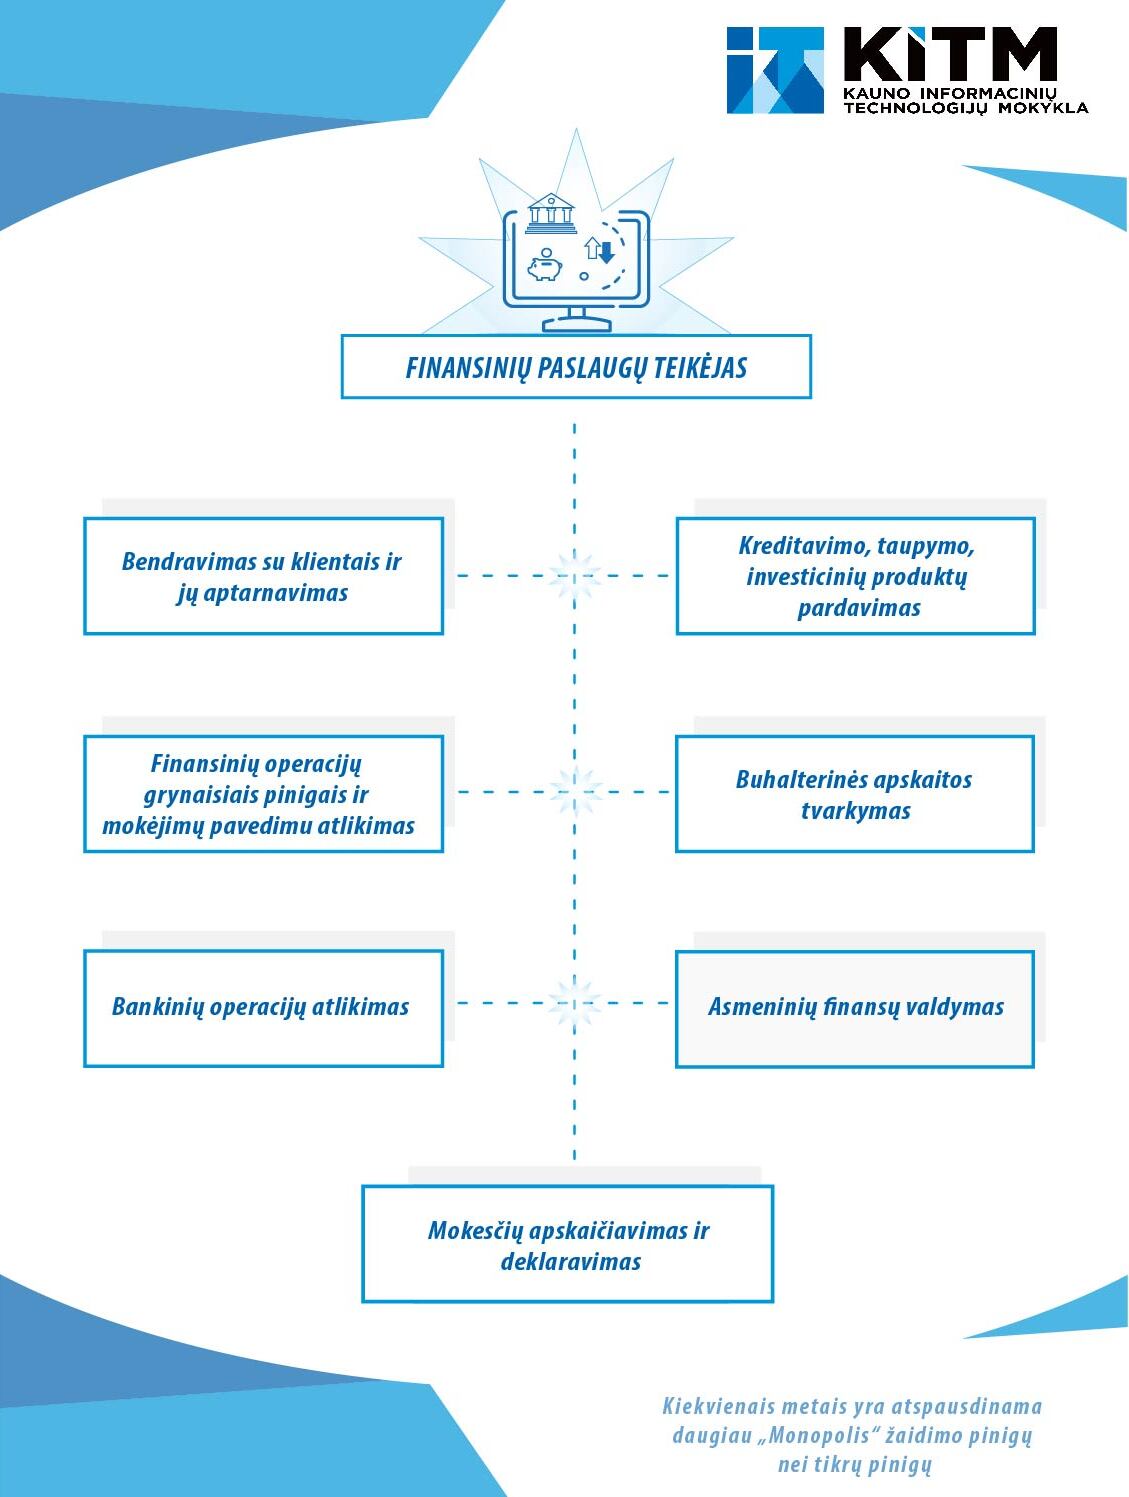 KiTM
KAUNO INFORMACINIŲ
TECHNOLOGIJŲ MOKYKLA
FINANSINIŲ PASLAUGŲ TEIKĖJAS
Bendravimas su klientais ir
jų aptarnavimas
Kreditavimo, taupymo,
investicinių produktų
pardavimas
Finansinių operacijų
grynaisiais pinigais ir
mokėjimų pavedimu atlikimas
Buhalterinės apskaitos
tvarkymas
Bankinių operacijų atlikimas
Asmeninių finansų valdymas
Mokesčių apskaičiavimas ir
deklaravimas
Kiekvienais metais yra atspausdinama
daugiau „Monopolis“ žaidimo pinigų
nei tikrų pinigų